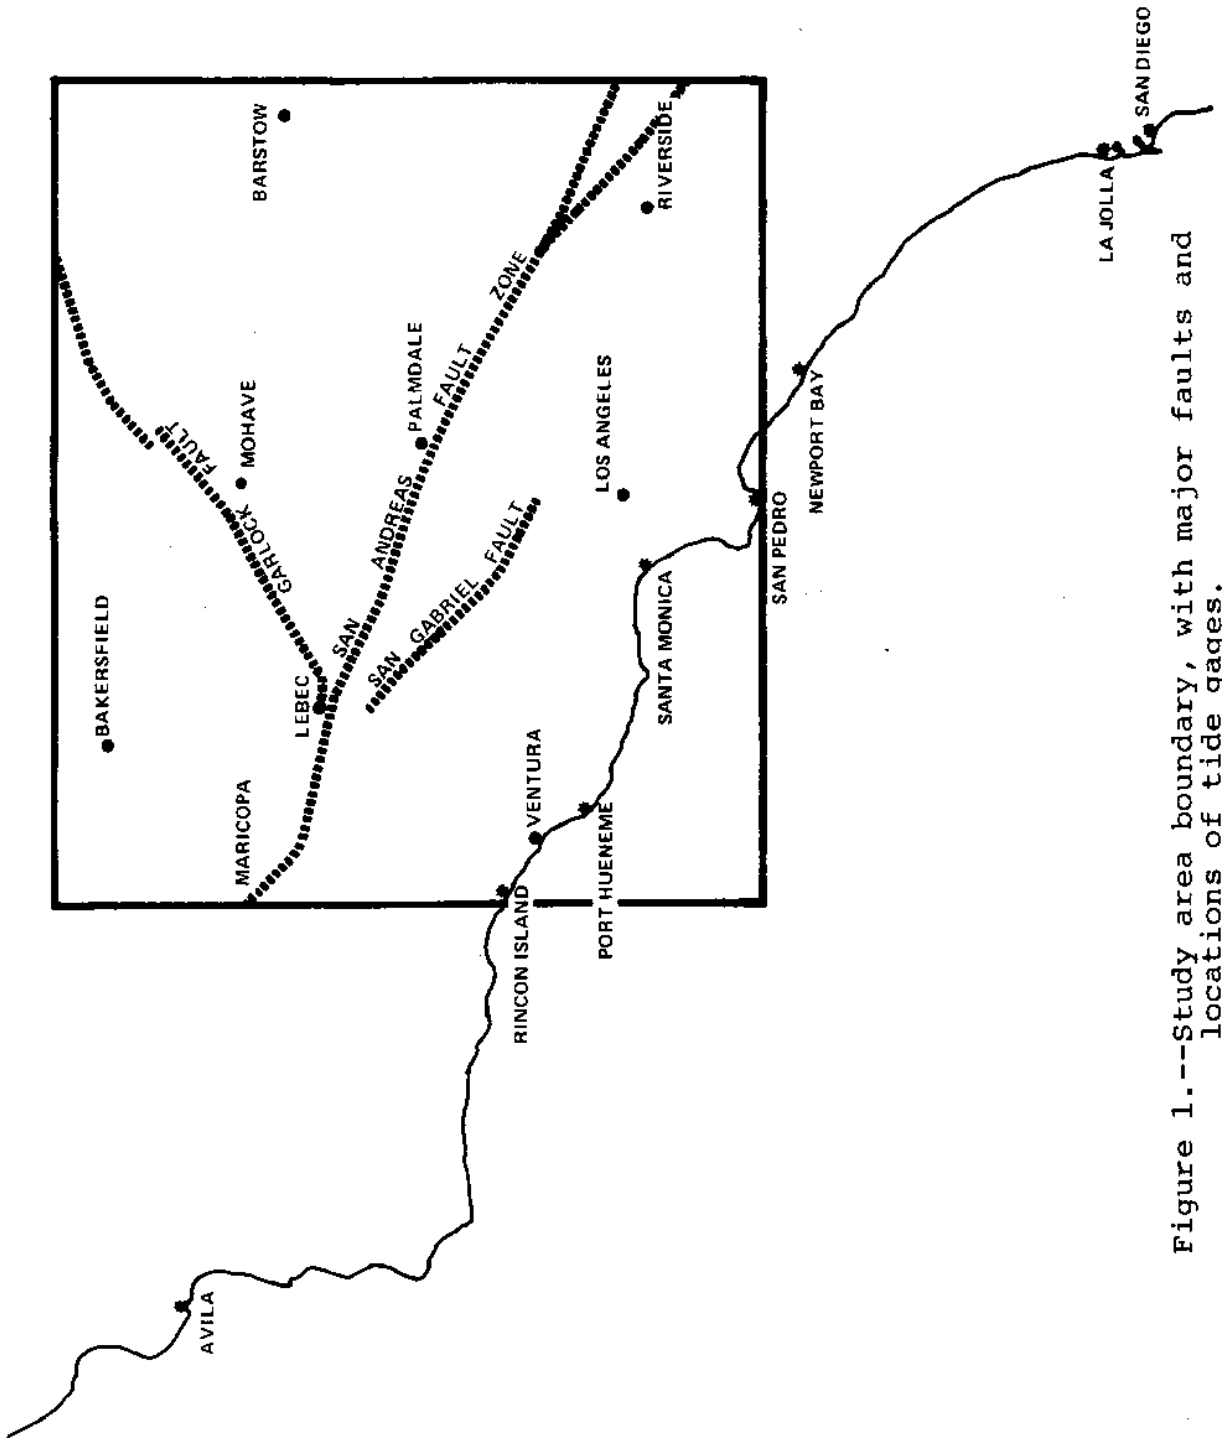 BAKERSFIELD
BARSTOW
MARICOPA
GARLOCK FAULT
MOHAVE
LEBEC
SAN ANDREAS FAULT ZONE
PALMDALE
SAN GABRIEL FAULT
RIVERSIDE
LOS ANGELES
AVILA
RINCON ISLAND
VENTURA
PORT HUENEME
SANTA MONICA
SAN PEDRO
NEWPORT BAY
LA JOLLA
SAN DIEGO
Figure 1.--Study area boundary, with major faults and
locations of tide gages.